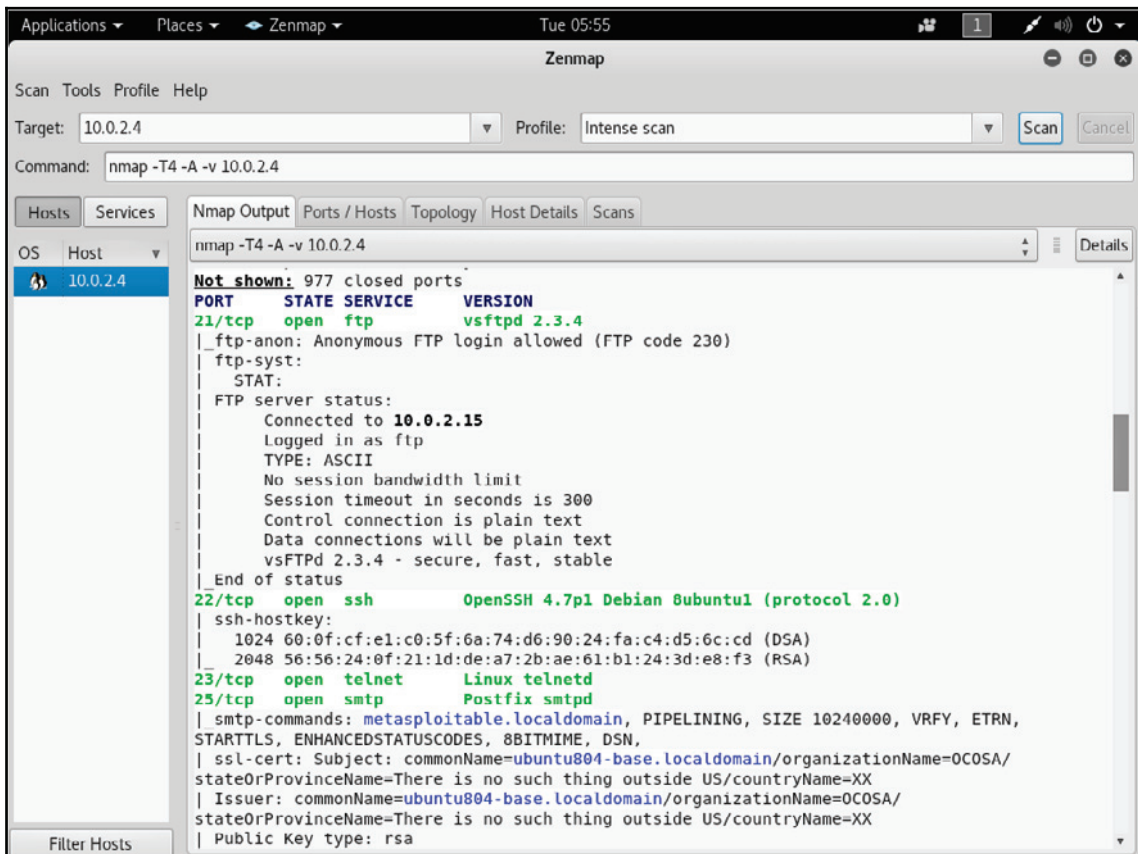 Applications Places Zenmap Tue 05:55 1
Zenmap
Scan Tools Profile Help
Target: 10.0.2.4 Profile: Intense scan Scan Cancel
Command: nmap -T4 -A -v 10.0.2.4
Hosts Services Nmap Output Ports / Hosts Topology Host Details Scans
OS Host nmap -T4 -A -v 10.0.2.4 Details
10.0.2.4
Not shown: 977 closed ports
PORT STATE SERVICE VERSION
21/tcp open ftp vsftpd 2.3.4
|_ftp-anon: Anonymous FTP login allowed (FTP code 230)
| ftp-syst:
| STAT:
| FTP server status:
| Connected to 10.0.2.15
| Logged in as ftp
| TYPE: ASCII
| No session bandwidth limit
| Session timeout in seconds is 300
| Control connection is plain text
| Data connections will be plain text
| vsFTPd 2.3.4 - secure, fast, stable
|_End of status
22/tcp open ssh OpenSSH 4.7p1 Debian 8ubuntu1 (protocol 2.0)
| ssh-hostkey:
| 1024 60:0f:cf:e1:c0:5f:6a:74:d6:90:24:fa:c4:d5:6c:cd (DSA)
|_ 2048 56:56:24:0f:21:1d:de:a7:2b:ae:61:b1:24:3d:e8:f3 (RSA)
23/tcp open telnet Linux telnetd
25/tcp open smtp Postfix smtpd
|_smtp-commands: metasploitable.localdomain, PIPELINING, SIZE 10240000, VRFY, ETRN,
STARTTLS, ENHANCEDSTATUSCODES, 8BITMIME, DSN,
| ssl-cert: Subject: commonName=ubuntu804-base.localdomain/organizationName=OCOSA/
stateOrProvinceName=There is no such thing outside US/countryName=XX
| Issuer: commonName=ubuntu804-base.localdomain/organizationName=OCOSA/
stateOrProvinceName=There is no such thing outside US/countryName=XX
| Public Key type: rsa
Filter Hosts